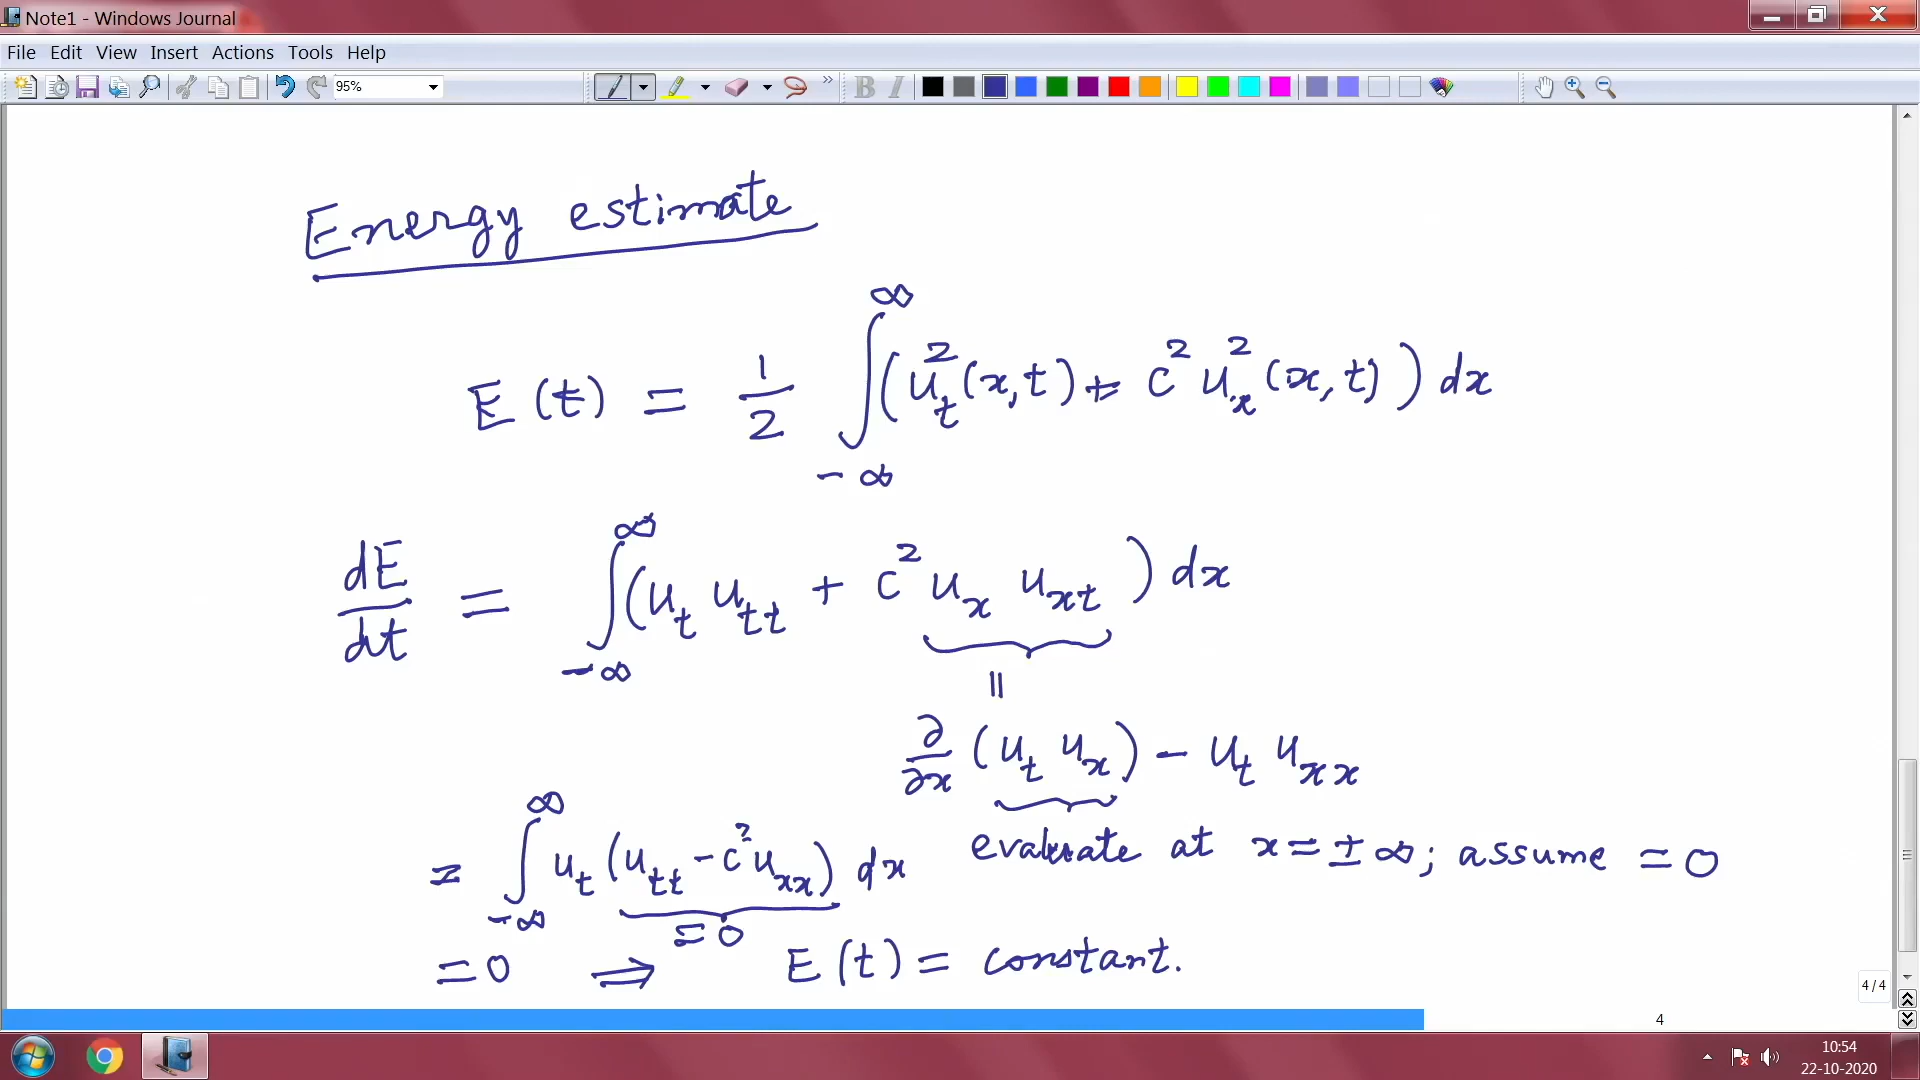 Note1 - Windows Journal
File Edit View Insert Actions Tools Help
95%
B I
Energy estimate
E(t) = 1/2 ∫_{-∞}^{∞} (u_t^2(x,t) + c^2 u_x^2(x,t)) dx
dE/dt = ∫_{-∞}^{∞} (u_t u_tt + c^2 u_x u_xt) dx
||
∂/∂x (u_t u_x) - u_t u_xx
evaluate at x = ± ∞; assume = 0
= ∫_{-∞}^{∞} u_t (u_tt - c^2 u_xx) dx
= 0
= 0 ⇒ E(t) = constant.
4 / 4
4
10:54
22-10-2020